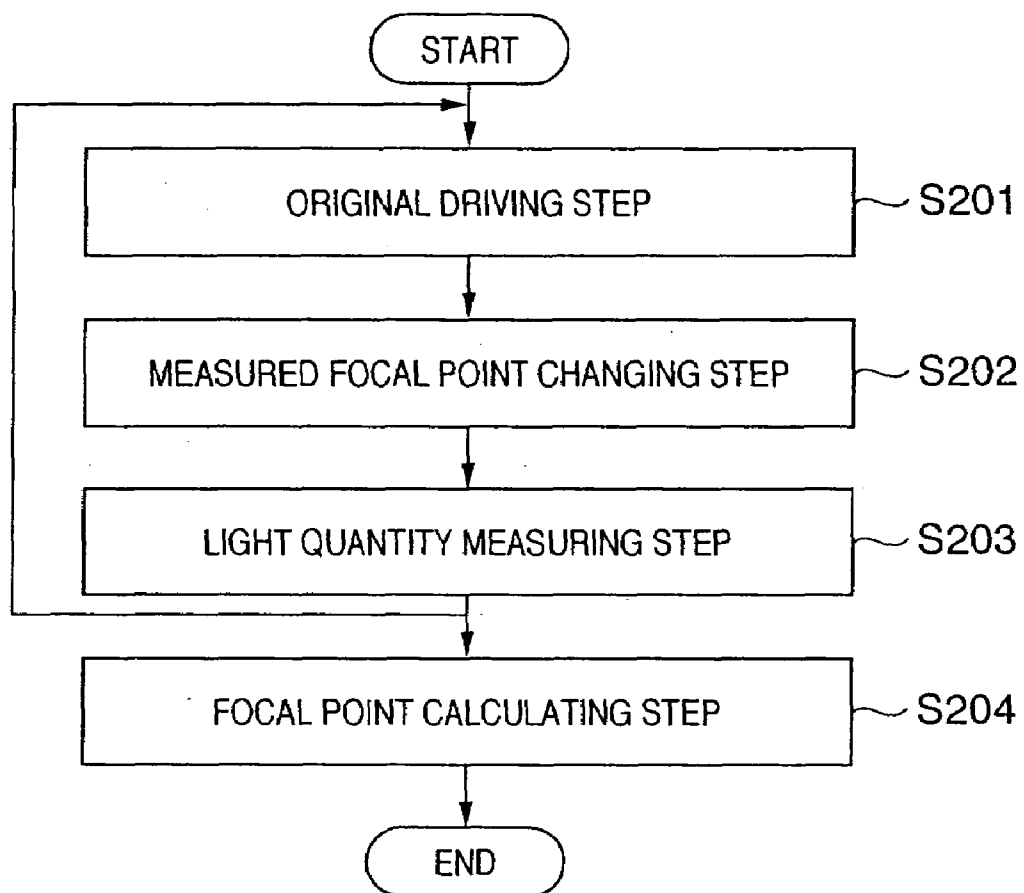 START
ORIGINAL DRIVING STEP
S201
MEASURED FOCAL POINT CHANGING STEP
S202
LIGHT QUANTITY MEASURING STEP
S203
FOCAL POINT CALCULATING STEP
S204
END